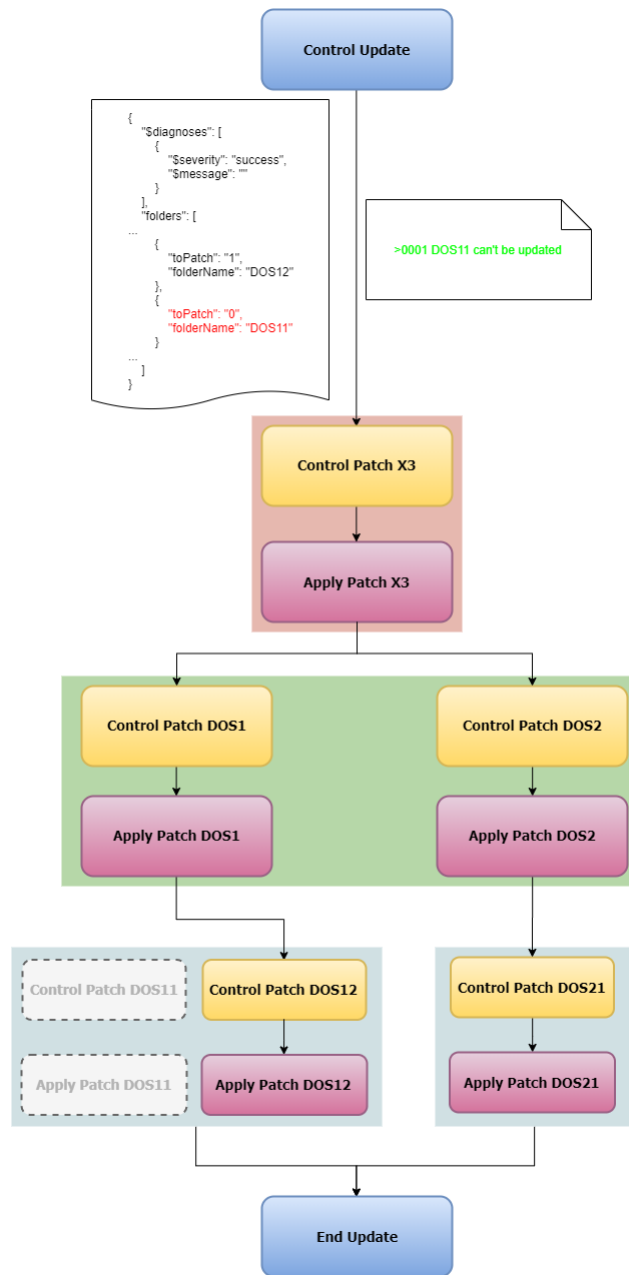 Control Update
{
"$diagnoses": [
{
"$severity": "success",
"$message": ""
}
],
"folders": [
...
{
"toPatch": "1",
"folderName": "DOS12"
},
{
"toPatch": "0",
"folderName": "DOS11"
}
...
]
}
>0001 DOS11 can't be updated
Control Patch X3
Apply Patch X3
Control Patch DOS1
Control Patch DOS2
Apply Patch DOS1
Apply Patch DOS2
Control Patch DOS11
Control Patch DOS12
Control Patch DOS21
Apply Patch DOS11
Apply Patch DOS12
Apply Patch DOS21
End Update